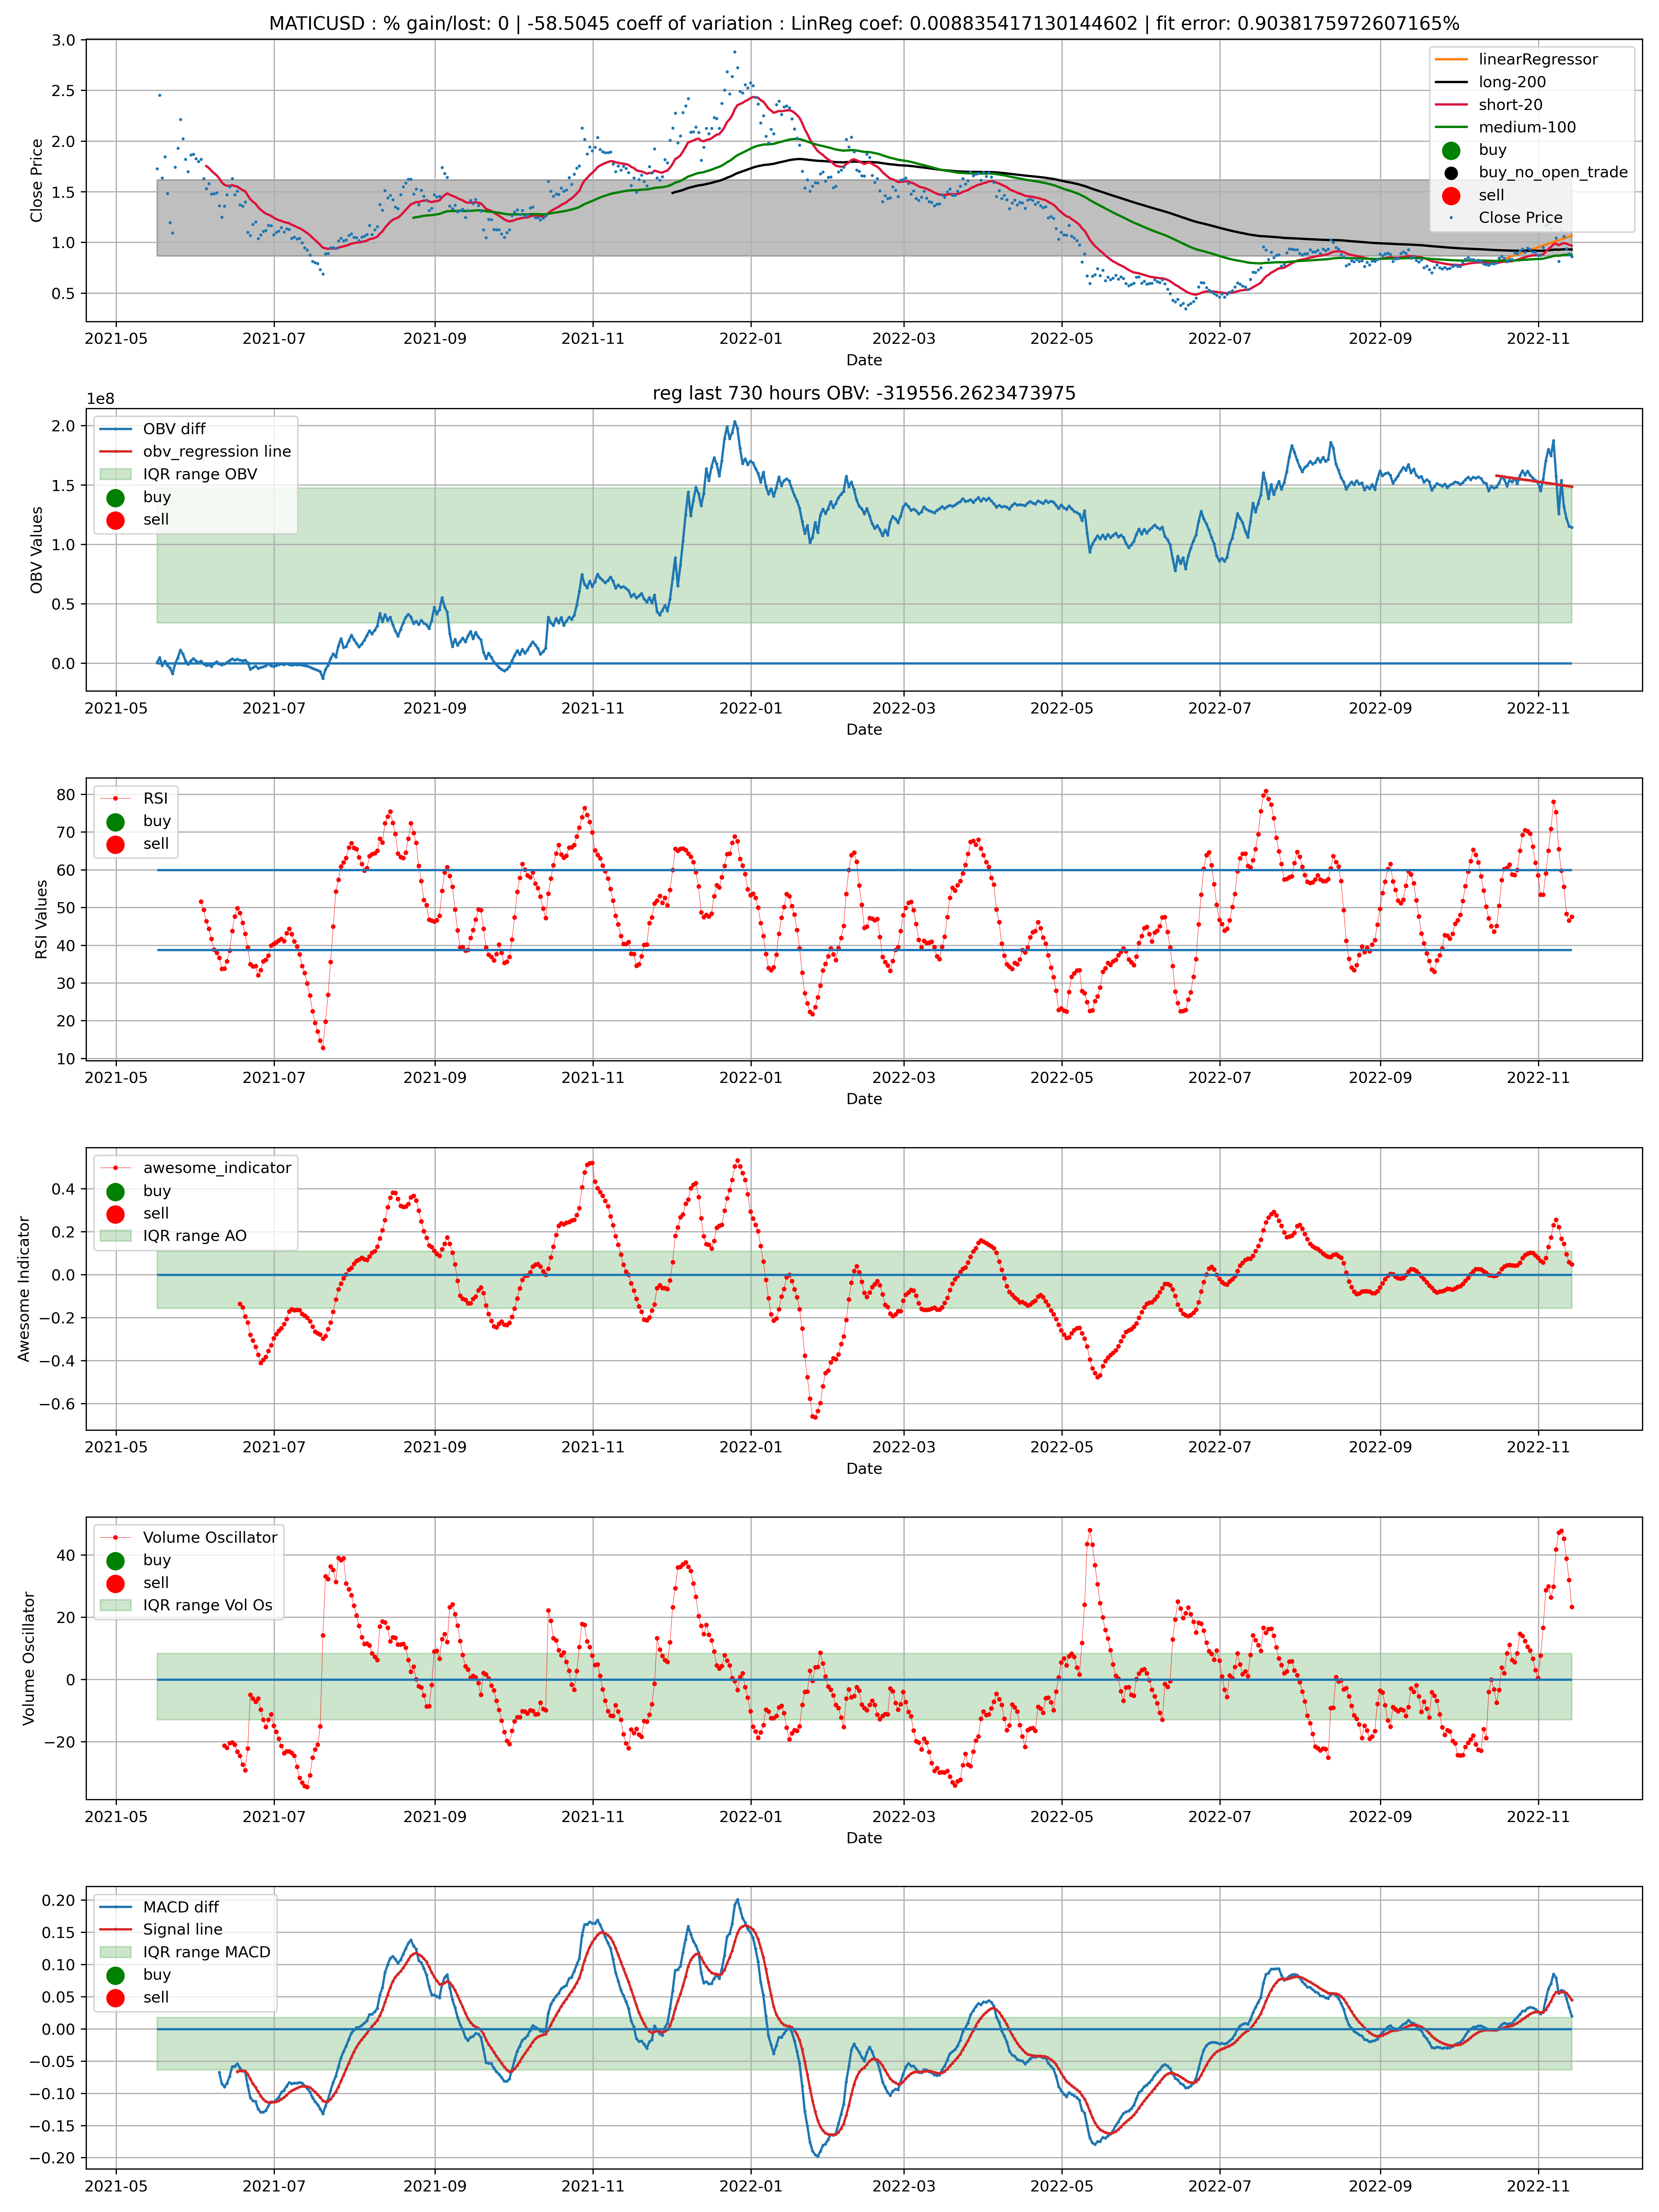 MATICUSD : % gain/lost: 0 | -58.5045 coeff of variation : LinReg coef: 0.008835417130144602 | fit error: 0.9038175972607165%
3.0
2.5
2.0
1.5
1.0
0.5
Close Price
linearRegressor
long-200
short-20
medium-100
buy
buy_no_open_trade
sell
Close Price
2021-05 2021-07 2021-09 2021-11 2022-01 2022-03 2022-05 2022-07 2022-09 2022-11
Date
reg last 730 hours OBV: -319556.2623473975
1e8
2.0
1.5
1.0
0.5
0.0
OBV Values
OBV diff
obv_regression line
IQR range OBV
buy
sell
2021-05 2021-07 2021-09 2021-11 2022-01 2022-03 2022-05 2022-07 2022-09 2022-11
Date
80
70
60
50
40
30
20
10
RSI Values
RSI
buy
sell
2021-05 2021-07 2021-09 2021-11 2022-01 2022-03 2022-05 2022-07 2022-09 2022-11
Date
0.4
0.2
0.0
−0.2
−0.4
−0.6
Awesome Indicator
awesome_indicator
buy
sell
IQR range AO
2021-05 2021-07 2021-09 2021-11 2022-01 2022-03 2022-05 2022-07 2022-09 2022-11
Date
40
20
0
−20
Volume Oscillator
Volume Oscillator
buy
sell
IQR range Vol Os
2021-05 2021-07 2021-09 2021-11 2022-01 2022-03 2022-05 2022-07 2022-09 2022-11
Date
0.20
0.15
0.10
0.05
0.00
−0.05
−0.10
−0.15
−0.20
MACD diff
Signal line
IQR range MACD
buy
sell
2021-05 2021-07 2021-09 2021-11 2022-01 2022-03 2022-05 2022-07 2022-09 2022-11